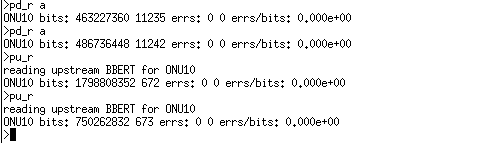 >pd_r a
ONU10 bits: 463227360 11235 errs: 0 0 errs/bits: 0.000e+00
>pd_r a
ONU10 bits: 486736448 11242 errs: 0 0 errs/bits: 0.000e+00
>pu_r
reading upstream BBERT for ONU10
ONU10 bits: 1798808352 672 errs: 0 0 errs/bits: 0.000e+00
>pu_r
reading upstream BBERT for ONU10
ONU10 bits: 750262832 673 errs: 0 0 errs/bits: 0.000e+00
>